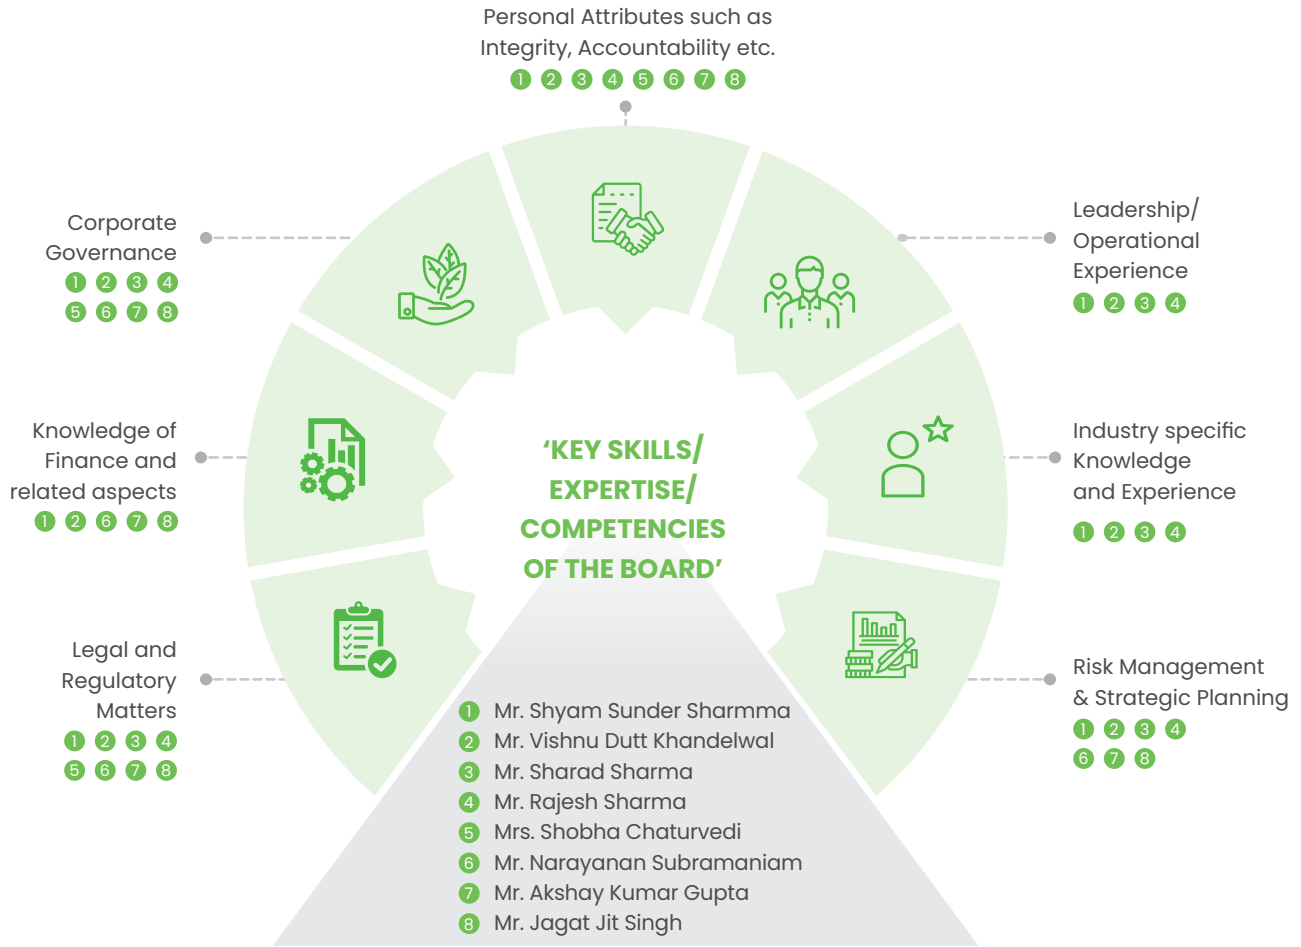 Personal Attributes such as
Integrity, Accountability etc.
1 2 3 4 5 6 7 8
Corporate
Governance
1 2 3 4
5 6 7 8
Leadership/
Operational
Experience
1 2 3 4
Knowledge of
Finance and
related aspects
1 2 6 7 8
‘KEY SKILLS/
EXPERTISE/
COMPETENCIES
OF THE BOARD’
Industry specific
Knowledge
and Experience
1 2 3 4
Legal and
Regulatory
Matters
1 2 3 4
5 6 7 8
Risk Management
& Strategic Planning
1 2 3 4
6 7 8
1 Mr. Shyam Sunder Sharmma
2 Mr. Vishnu Dutt Khandelwal
3 Mr. Sharad Sharma
4 Mr. Rajesh Sharma
5 Mrs. Shobha Chaturvedi
6 Mr. Narayanan Subramaniam
7 Mr. Akshay Kumar Gupta
8 Mr. Jagat Jit Singh